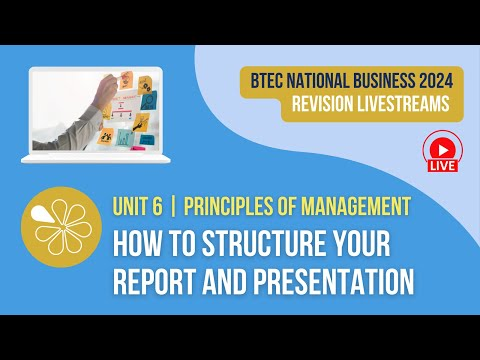 BTEC NATIONAL BUSINESS 2024
REVISION LIVESTREAMS
LIVE
UNIT 6 | PRINCIPLES OF MANAGEMENT
HOW TO STRUCTURE YOUR
REPORT AND PRESENTATION